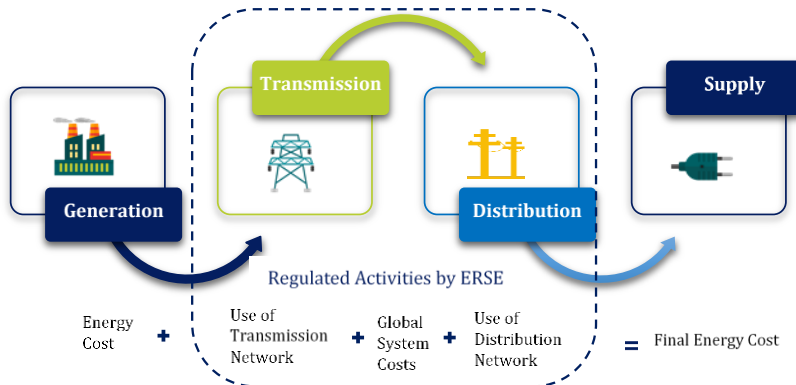 Transmission
Supply
Generation
Distribution
Regulated Activities by ERSE
Energy
Cost
+
Use of
Transmission
Network
+
Global
System
Costs
+
Use of
Distribution
Network
=
Final Energy Cost